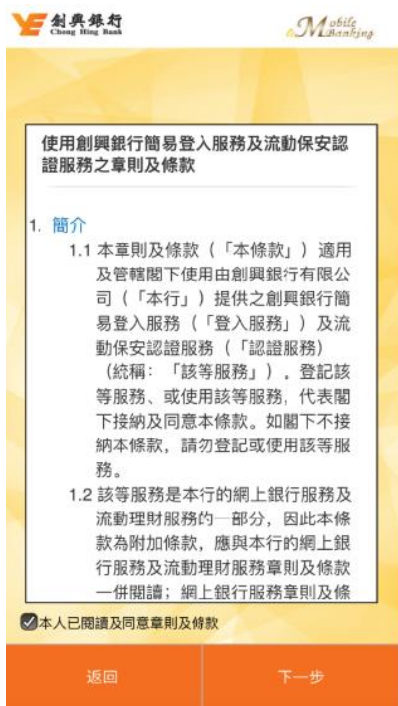 創興銀行
Chong Hing Bank
Mobile
Banking
使用創興銀行簡易登入服務及流動保安認
證服務之章則及條款
1. 簡介
1.1 本章則及條款（「本條款」）適用
及管轄閣下使用由創興銀行有限公
司（「本行」）提供之創興銀行簡
易登入服務（「登入服務」）及流
動保安認證服務（「認證服務）
（統稱：「該等服務」），登記該
等服務、或使用該等服務，代表閣
下接納及同意本條款。如閣下不接
納本條款，請勿登記或使用該等服
務。
1.2 該等服務是本行的網上銀行服務及
流動理財服務的一部分，因此本條
款為附加條款，應與本行的網上銀
行服務及流動理財服務章則及條款
一併閱讀；網上銀行服務章則及條
本人已閱讀及同意章則及條款
返回
下一步